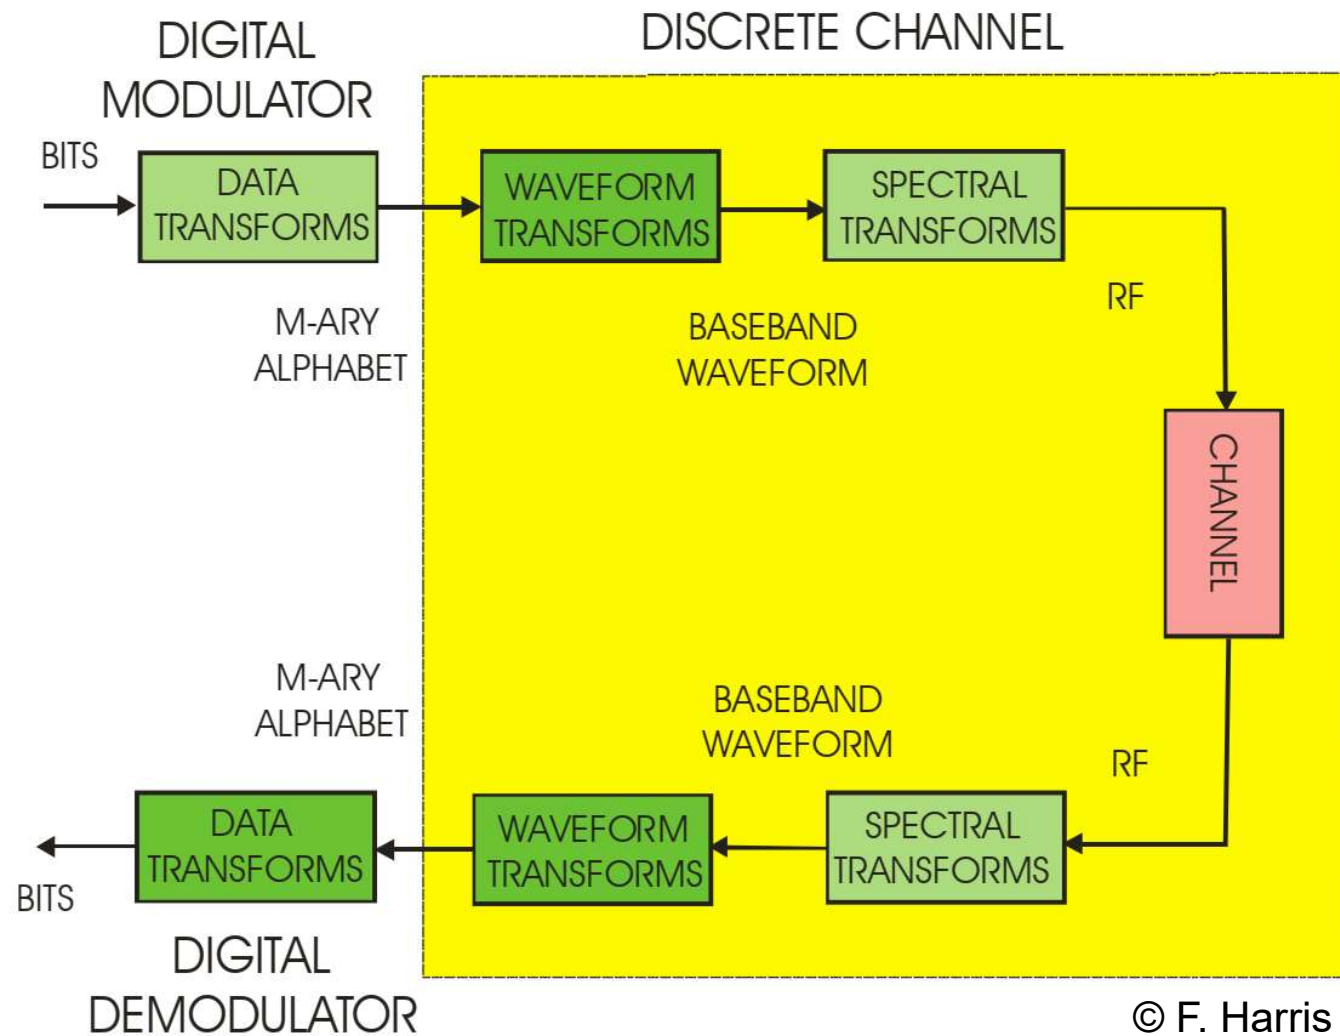 DIGITAL
MODULATOR
DISCRETE CHANNEL
BITS
DATA
TRANSFORMS
WAVEFORM
TRANSFORMS
SPECTRAL
TRANSFORMS
M-ARY
ALPHABET
BASEBAND
WAVEFORM
RF
CHANNEL
M-ARY
ALPHABET
BASEBAND
WAVEFORM
RF
DATA
TRANSFORMS
WAVEFORM
TRANSFORMS
SPECTRAL
TRANSFORMS
BITS
DIGITAL
DEMODULATOR
© F. Harris